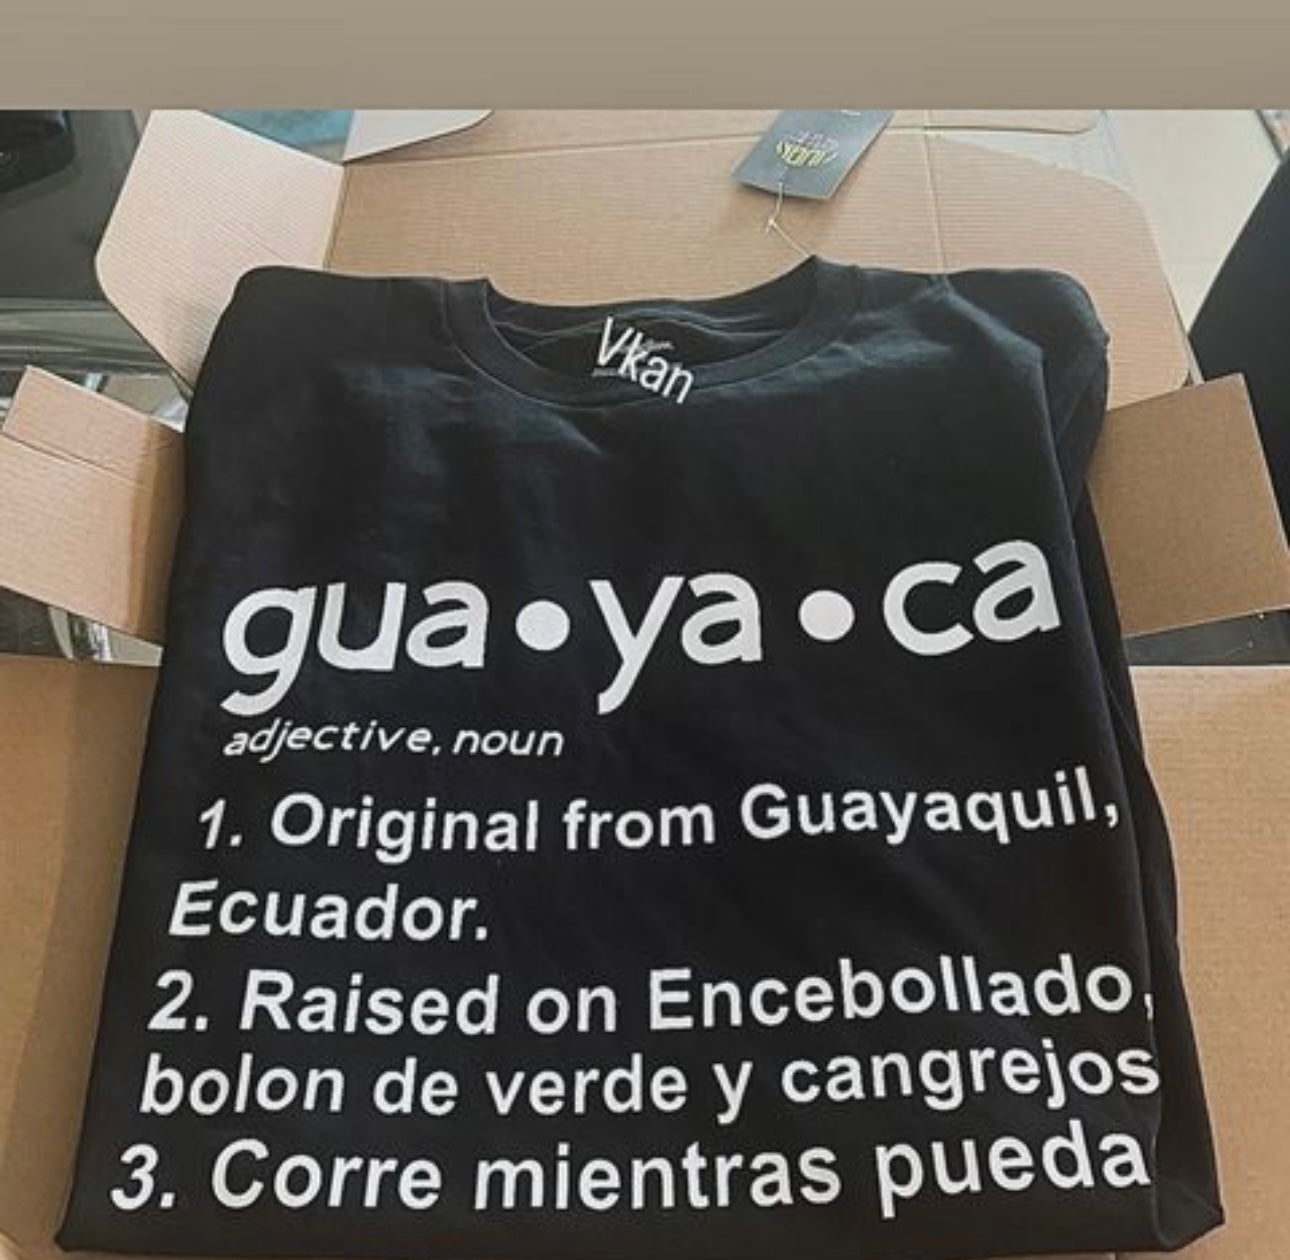 Vkan
gua•ya•ca
adjective, noun
1. Original from Guayaquil,
Ecuador.
2. Raised on Encebollado,
bolon de verde y cangrejos
3. Corre mientras pueda